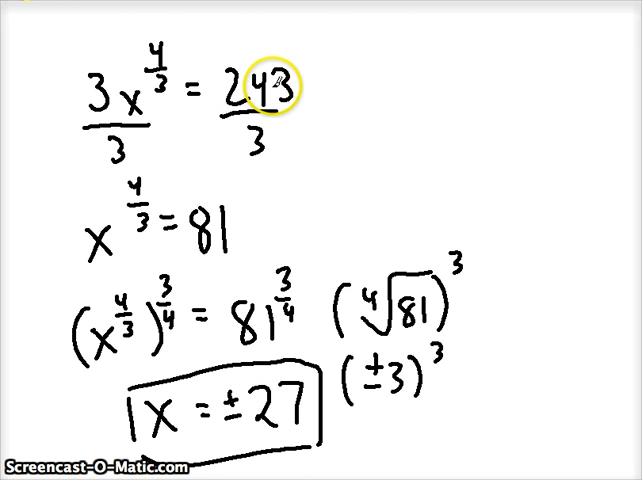 3x^{4/3} = 243
3 3
x^{4/3} = 81
(x^{4/3})^{3/4} = 81^{3/4} (∜81)^3
(±3)^3
x = ±27
Screencast-O-Matic.com